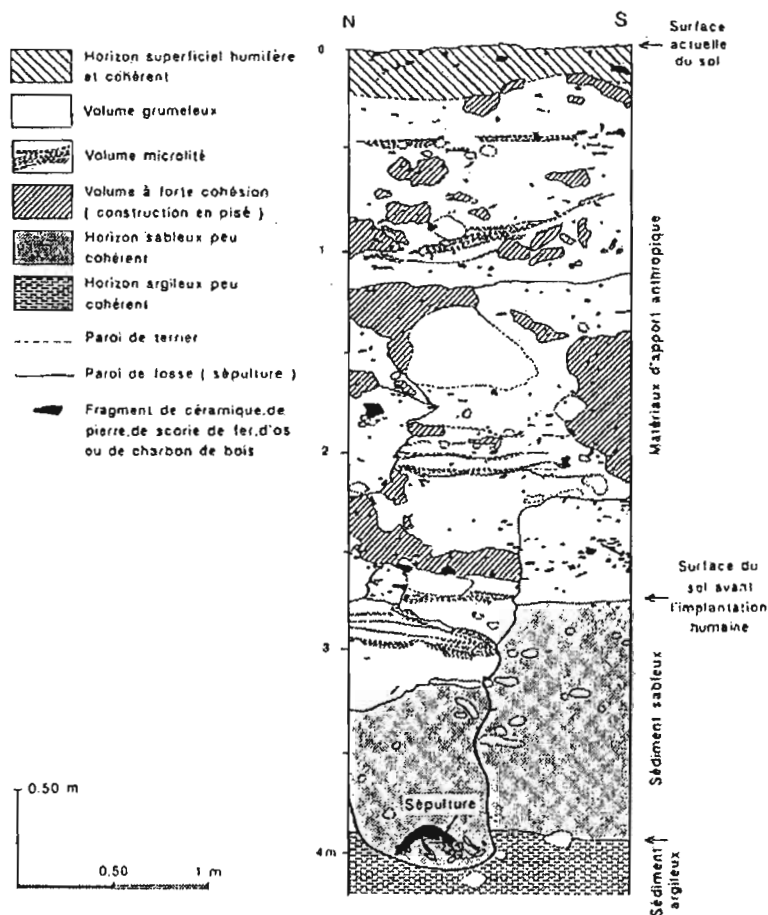 N
S
Surface
actuelle
du sol
Horizon superficiel humifère
et cohérent
Volume grumeleux
Volume microlité
Volume à forte cohésion
( construction en pisé )
Horizon sableux peu
cohérent
Horizon argileux peu
cohérent
Paroi de terrier
Paroi de fosse ( sépulture )
Fragment de céramique,de
pierre,de scorie de fer,d'os
ou de charbon de bois
0
1
2
3
4m
Matériaux d'apport anthropique
Surface du
sol avant
l'implantation
humaine
Sédiment sableux
Sédiment
argileux
Sépulture
0.50 m
0.50
1 m